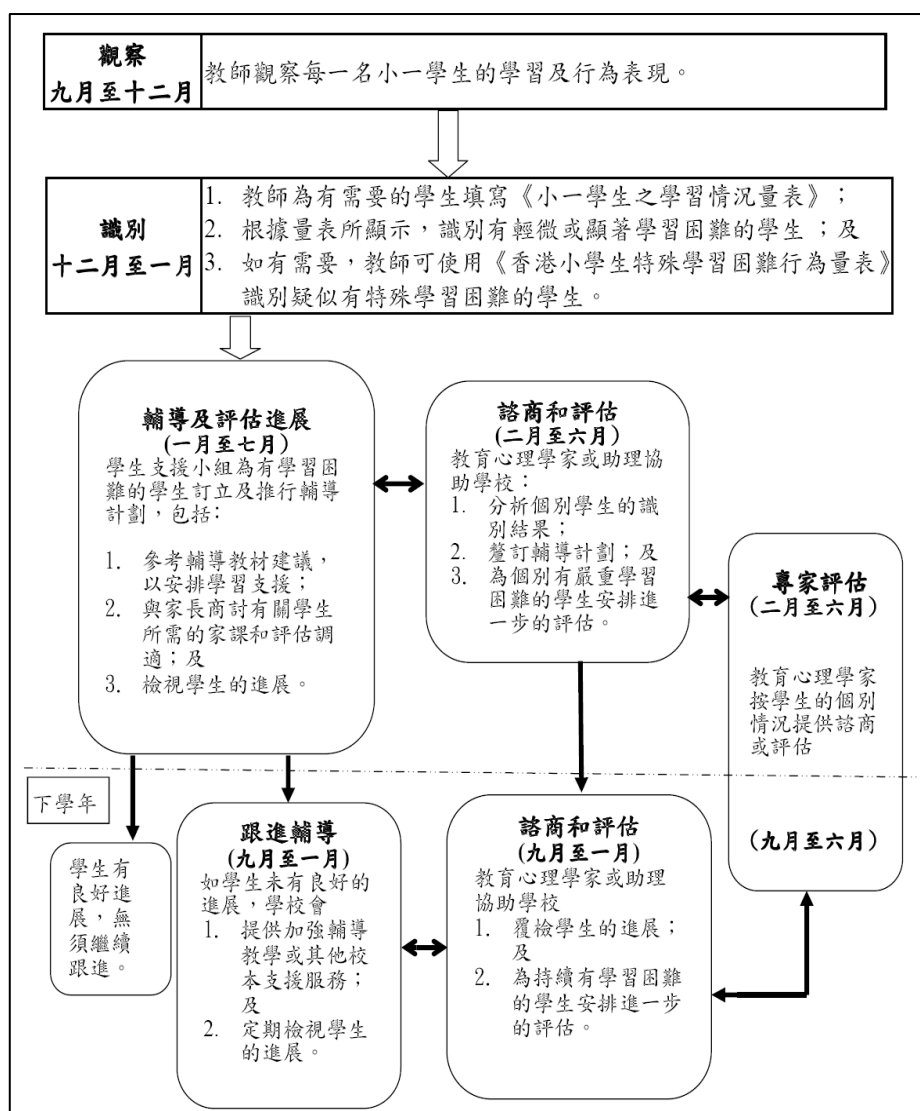 觀察
九月至十二月
教師觀察每一名小一學生的學習及行為表現。
識別
十二月至一月
1. 教師為有需要的學生填寫《小一學生之學習情況量表》；
2. 根據量表所顯示，識別有輕微或顯著學習困難的學生；及
3. 如有需要，教師可使用《香港小學生特殊學習困難行為量表》
識別疑似有特殊學習困難的學生。
輔導及評估進展
(一月至七月)
學生支援小組為有學習困
難的學生訂立及推行輔導
計劃，包括:
1. 參考輔導教材建議，
以安排學習支援；
2. 與家長商討有關學生
所需的家課和評估調
適；及
3. 檢視學生的進展。
諮商和評估
(二月至六月)
教育心理學家或助理協
助學校：
1. 分析個別學生的識
別結果；
2. 釐訂輔導計劃；及
3. 為個別有嚴重學習
困難的學生安排進
一步的評估。
專家評估
(二月至六月)
教育心理學家
按學生的個別
情況提供諮商
或評估
(九月至六月)
下學年
學生有
良好進
展，無
須繼續
跟進。
跟進輔導
(九月至一月)
如學生未有良好的
進展，學校會
1. 提供加強輔導
教學或其他校
本支援服務；
及
2. 定期檢視學生
的進展。
諮商和評估
(九月至一月)
教育心理學家或助理
協助學校
1. 覆檢學生的進展；
及
2. 為持續有學習困難
的學生安排進一步
的評估。